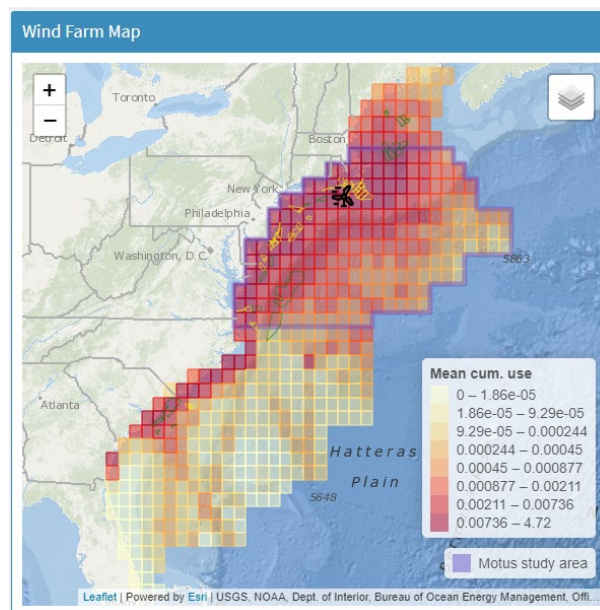 Wind Farm Map
+
−
Toronto
Detroit
Boston
New York
Philadelphia
Washington, D.C.
5863
Atlanta
Hatteras
Plain
5648
Mean cum. use
0 – 1.86e-05
1.86e-05 – 9.29e-05
9.29e-05 – 0.000244
0.000244 – 0.00045
0.00045 – 0.000877
0.000877 – 0.00211
0.00211 – 0.00736
0.00736 – 4.72
Motus study area
Leaflet | Powered by Esri | USGS, NOAA, Dept. of Interior, Bureau of Ocean Energy Management, Offi...